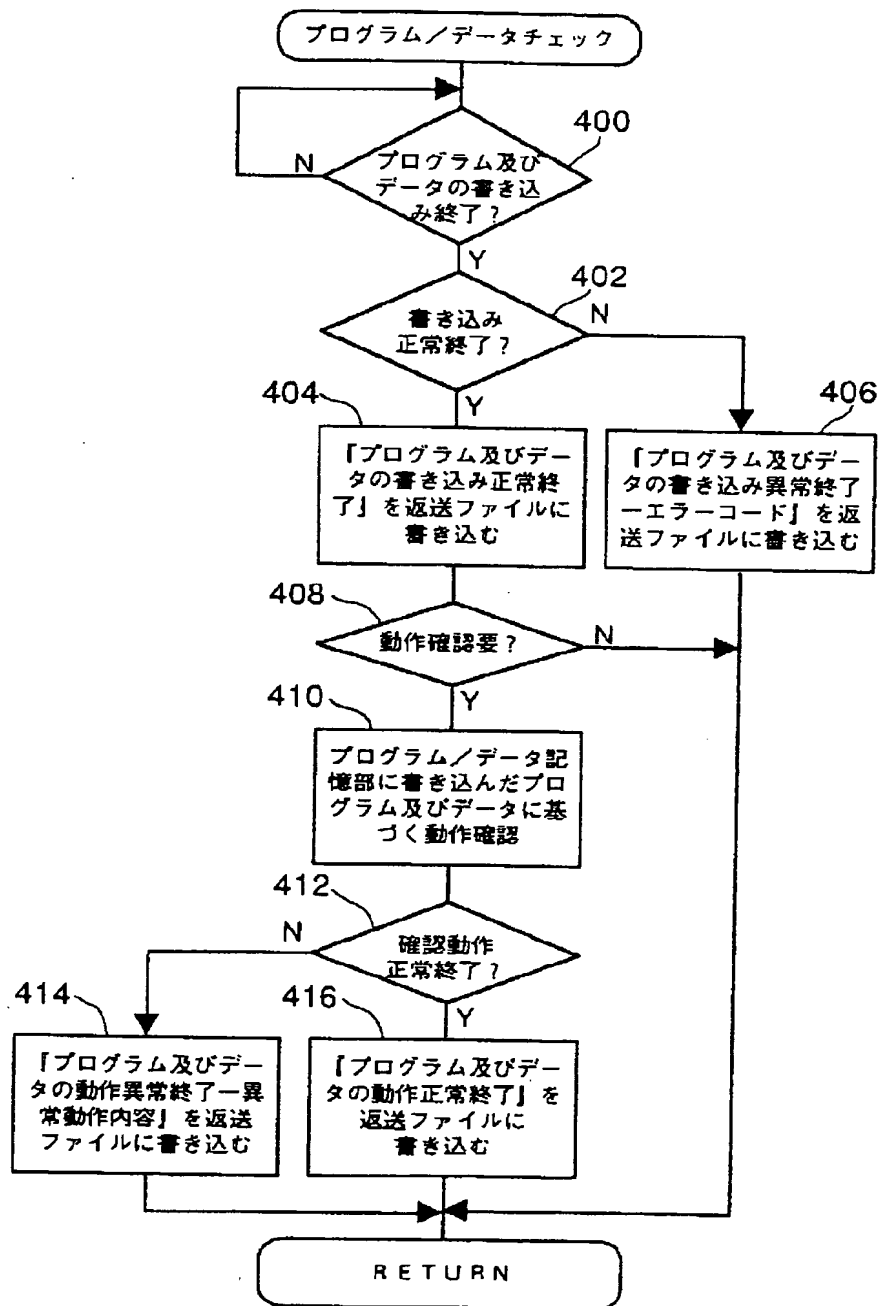 プログラム／データチェック
400
N
プログラム及び
データの書き込
み終了？
Y
402
書き込み
正常終了？
N
Y
404
『プログラム及びデー
タの書き込み正常終
了』を返送ファイルに
書き込む
406
『プログラム及びデー
タの書き込み異常終了
ーエラーコード』を返
送ファイルに書き込む
408
動作確認要？
N
Y
410
プログラム／データ記
憶部に書き込んだプロ
グラム及びデータに基
づく動作確認
412
N
確認動作
正常終了？
Y
414
『プログラム及びデー
タの動作異常終了ー異
常動作内容』を返送
ファイルに書き込む
416
『プログラム及びデー
タの動作正常終了』を
返送ファイルに
書き込む
RETURN